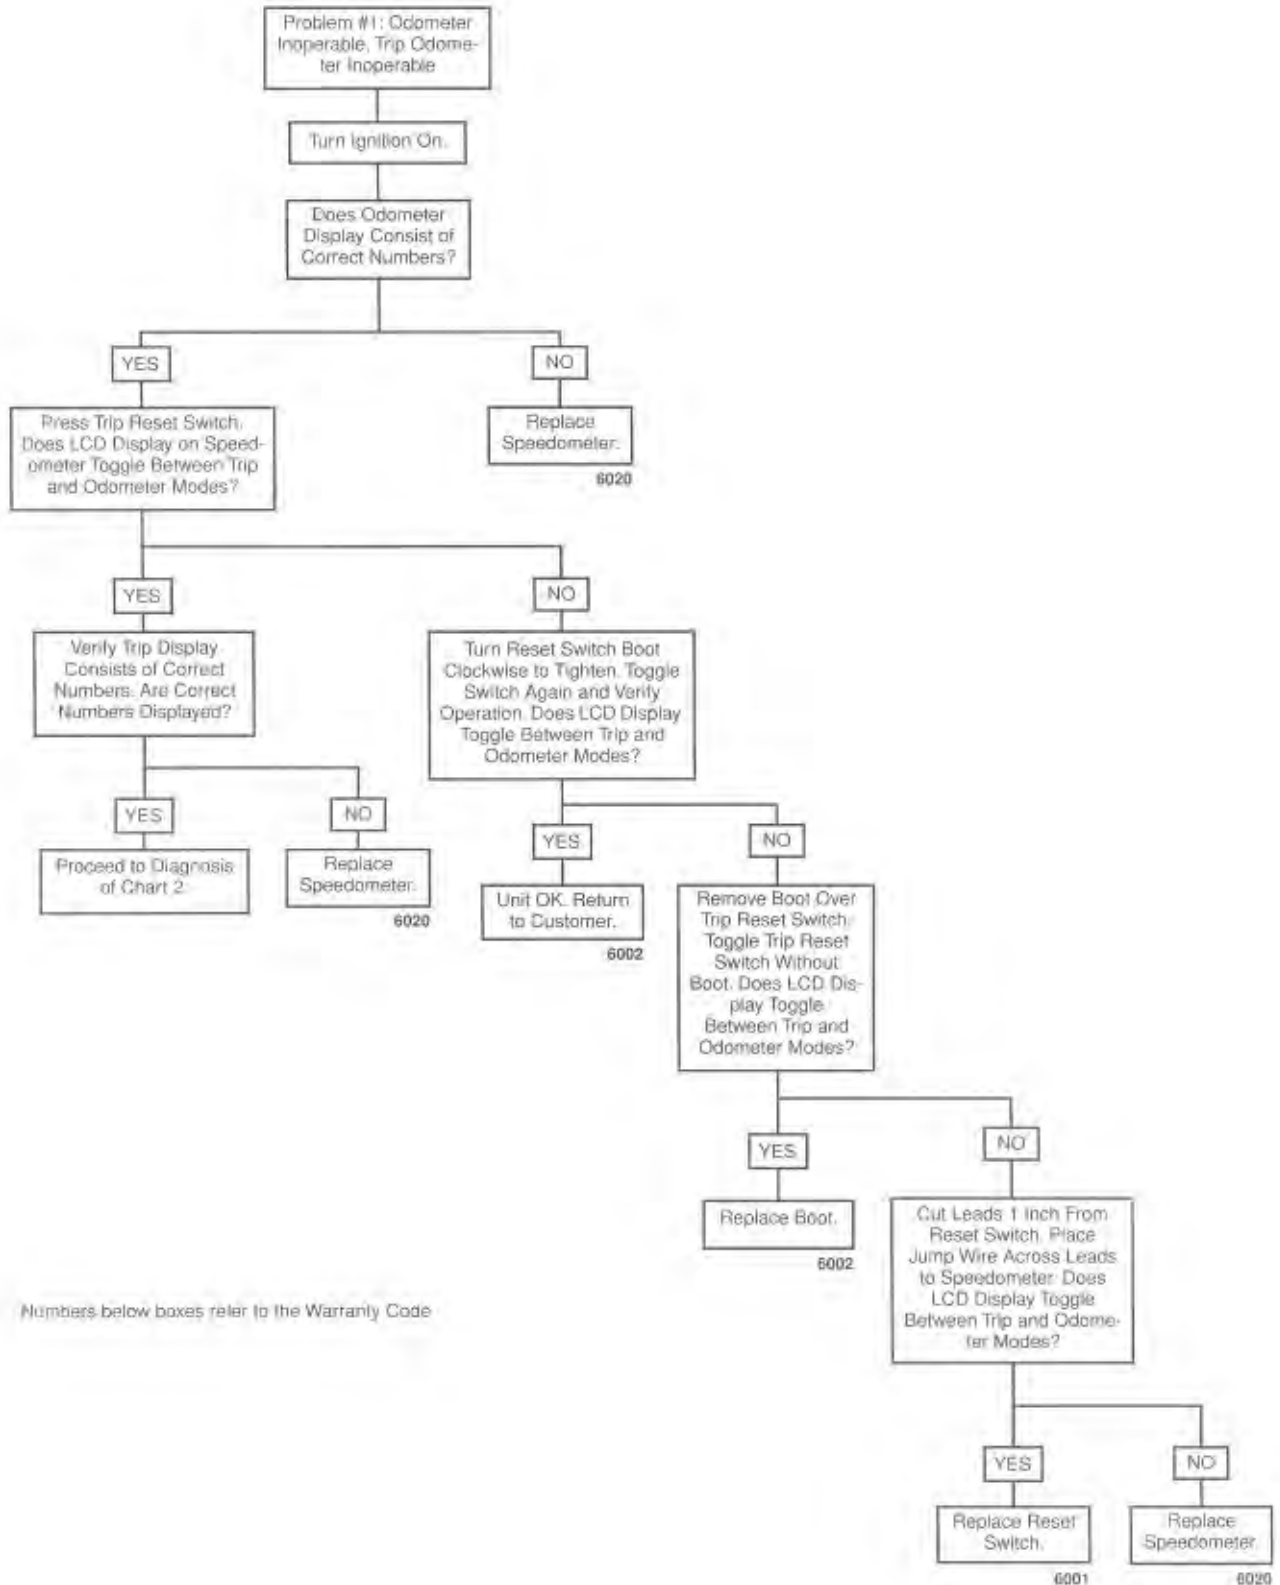 Problem #1: Odometer
Inoperable, Trip Odome-
ter Inoperable
Turn Ignition On.
Does Odometer
Display Consist of
Correct Numbers?
YES
NO
Press Trip Reset Switch.
Does LCD Display on Speed-
ometer Toggle Between Trip
and Odometer Modes?
Replace
Speedometer.
6020
YES
NO
Verify Trip Display
Consists of Correct
Numbers. Are Correct
Numbers Displayed?
Turn Reset Switch Boot
Clockwise to Tighten. Toggle
Switch Again and Verify
Operation. Does LCD Display
Toggle Between Trip and
Odometer Modes?
YES
NO
Proceed to Diagnosis
of Chart 2.
Replace
Speedometer.
6020
YES
NO
Unit OK. Return
to Customer.
6002
Remove Boot Over
Trip Reset Switch.
Toggle Trip Reset
Switch Without
Boot. Does LCD Dis-
play Toggle
Between Trip and
Odometer Modes?
YES
NO
Replace Boot.
6002
Cut Leads 1 Inch From
Reset Switch. Place
Jump Wire Across Leads
to Speedometer. Does
LCD Display Toggle
Between Trip and Odome-
ter Modes?
Numbers below boxes refer to the Warranty Code
YES
NO
Replace Reset
Switch.
6001
Replace
Speedometer.
6020